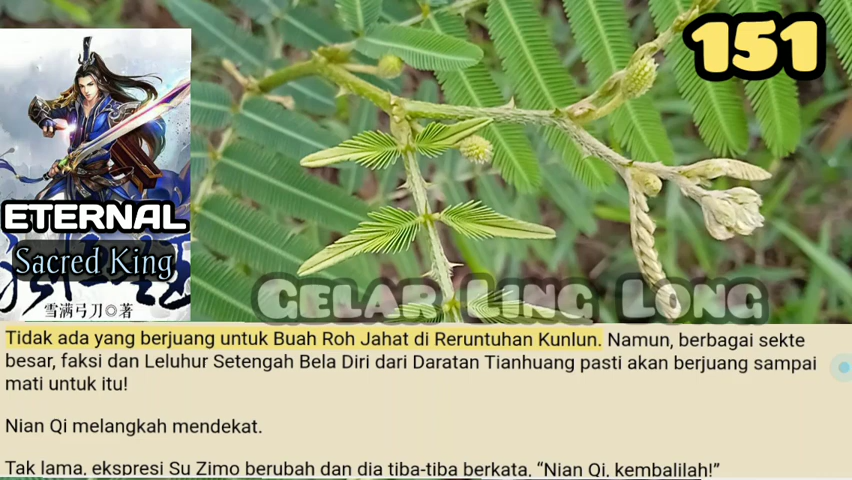 151
ETERNAL
Sacred King
雪满弓刀◎著
GELAR LING LONG
Tidak ada yang berjuang untuk Buah Roh Jahat di Reruntuhan Kunlun. Namun, berbagai sekte
besar, faksi dan Leluhur Setengah Bela Diri dari Daratan Tianhuang pasti akan berjuang sampai
mati untuk itu!
Nian Qi melangkah mendekat.
Tak lama, ekspresi Su Zimo berubah dan dia tiba-tiba berkata, “Nian Qi, kembalilah!”